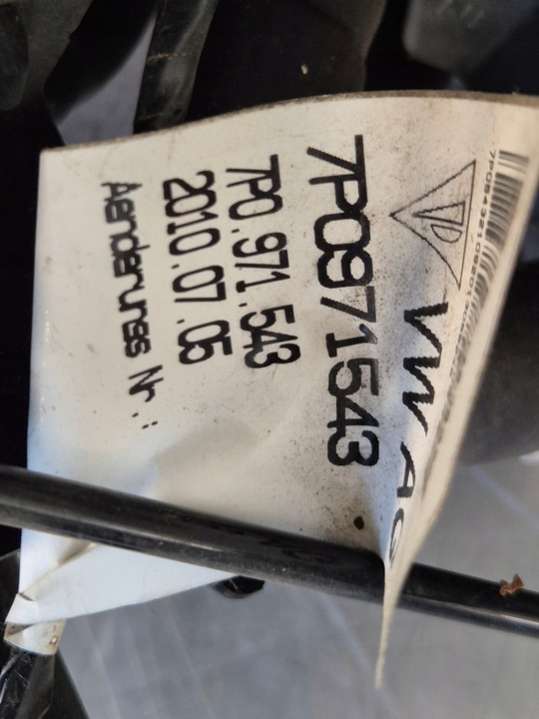 VW AG
7P0971543
7P0.971.543
2010.07.05
Aenderungs Nr.: